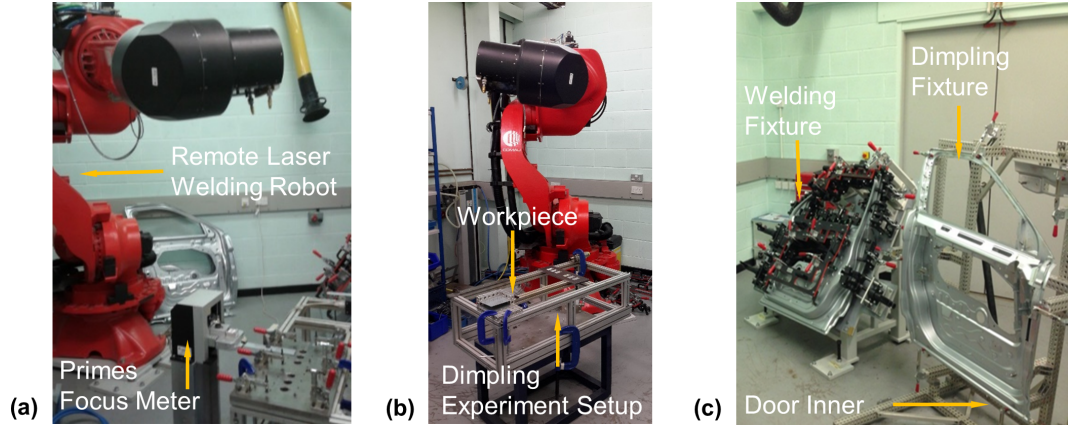 Remote Laser
Welding Robot
Primes
Focus Meter
(a)
Workpiece
Dimpling
Experiment Setup
(b)
Dimpling
Fixture
Welding
Fixture
Door Inner
(c)